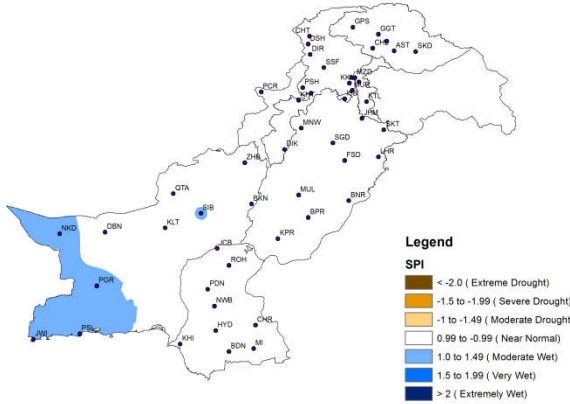 GPS
CHT
GGT
DSH
DIR
CHL
AST
SKD
SSF
MZD
PCR
PSH
KTL
JPM
MNW
SKT
SGD
DIK
LHR
FSD
ZHB
QTA
MUL
BNR
SIB
BKN
BPR
NKD
DBN
KLT
KPR
JCB
ROH
PGR
PDN
NWB
JWI
PSL
HYD
CHR
KHI
BDN
MI
Legend
SPI
< -2.0 ( Extreme Drought)
-1.5 to -1.99 ( Severe Drought)
-1 to -1.49 ( Moderate Drought)
0.99 to -0.99 ( Near Normal)
1.0 to 1.49 ( Moderate Wet)
1.5 to 1.99 ( Very Wet)
> 2 ( Extremely Wet)